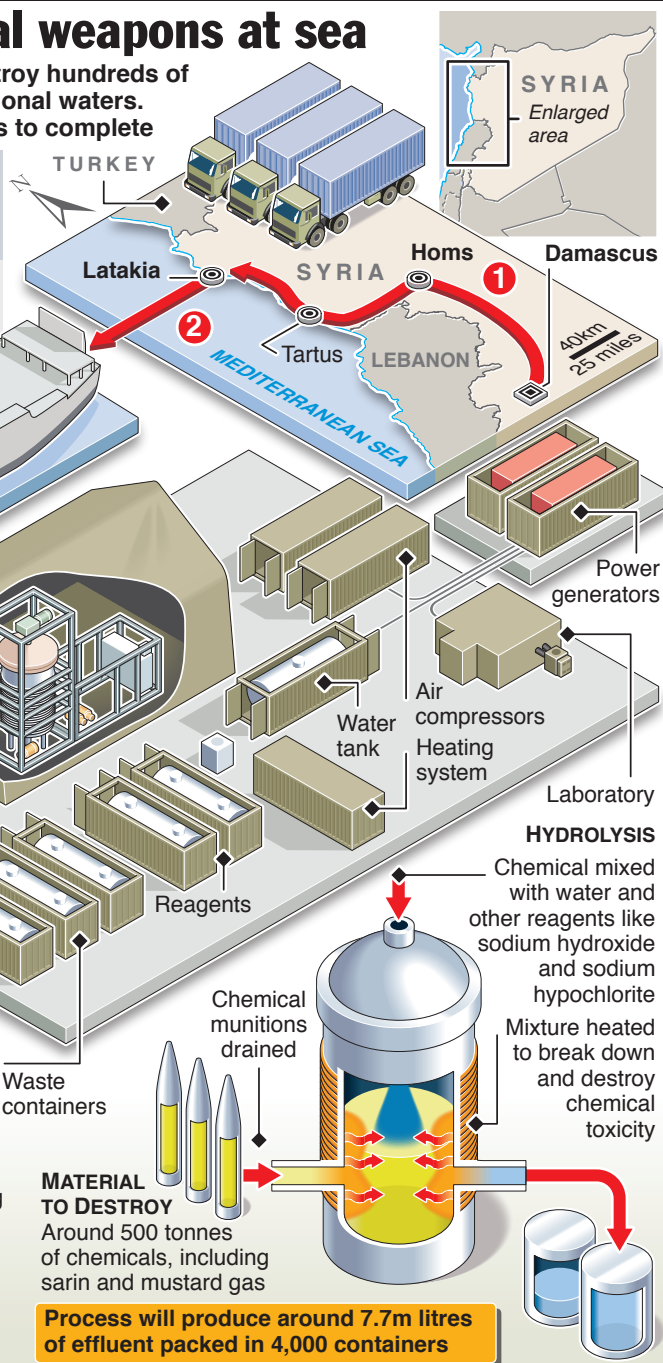 al weapons at sea
troy hundreds of
ional waters.
s to complete
SYRIA
Enlarged
area
TURKEY
N
Latakia
SYRIA
Homs
1
Damascus
2
Tartus
LEBANON
40km
25 miles
MEDITERRANEAN SEA
Power
generators
Air
compressors
Water
tank
Heating
system
Laboratory
Reagents
HYDROLYSIS
Chemical mixed
with water and
other reagents like
sodium hydroxide
and sodium
hypochlorite
Chemical
munitions
drained
Mixture heated
to break down
and destroy
chemical
toxicity
Waste
containers
g
MATERIAL
TO DESTROY
Around 500 tonnes
of chemicals, including
sarin and mustard gas
Process will produce around 7.7m litres
of effluent packed in 4,000 containers